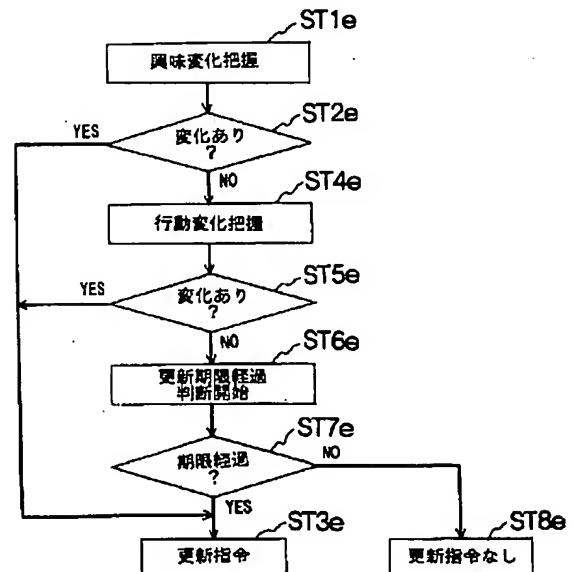 ST1e
興味変化把握
ST2e
変化あり
?
YES
NO
ST4e
行動変化把握
ST5e
変化あり
?
YES
NO
ST6e
更新期限経過
判断開始
ST7e
期限経過
?
NO
YES
ST3e
更新指令
ST8e
更新指令なし